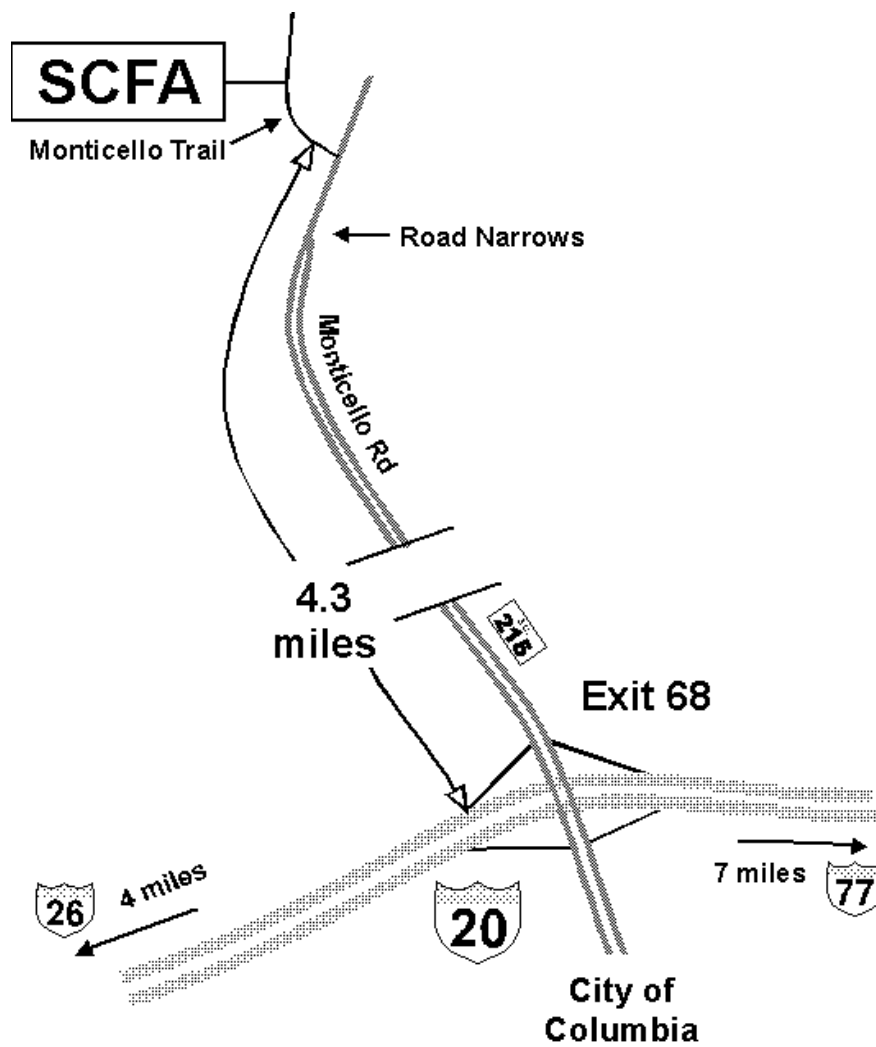 SCFA
Monticello Trail
Road Narrows
Monticello Rd
4.3
miles
SC
215
Exit 68
4 miles
26
20
7 miles
77
City of
Columbia